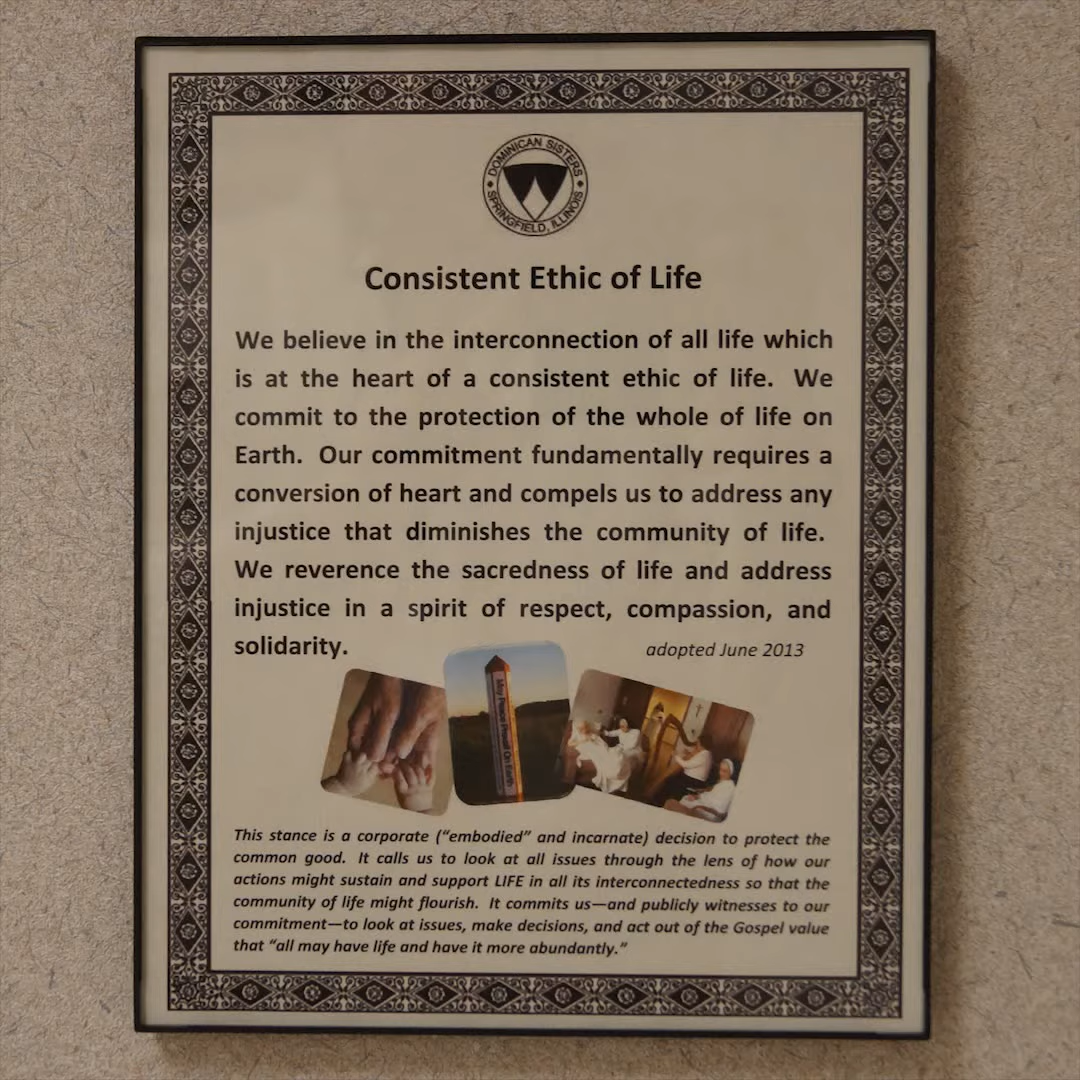 DOMINICAN SISTERS
SPRINGFIELD, ILLINOIS
Consistent Ethic of Life
We believe in the interconnection of all life which
is at the heart of a consistent ethic of life. We
commit to the protection of the whole of life on
Earth. Our commitment fundamentally requires a
conversion of heart and compels us to address any
injustice that diminishes the community of life.
We reverence the sacredness of life and address
injustice in a spirit of respect, compassion, and
solidarity.
adopted June 2013
May Peace Prevail On Earth
This stance is a corporate (“embodied” and incarnate) decision to protect the
common good. It calls us to look at all issues through the lens of how our
actions might sustain and support LIFE in all its interconnectedness so that the
community of life might flourish. It commits us—and publicly witnesses to our
commitment—to look at issues, make decisions, and act out of the Gospel value
that “all may have life and have it more abundantly.”